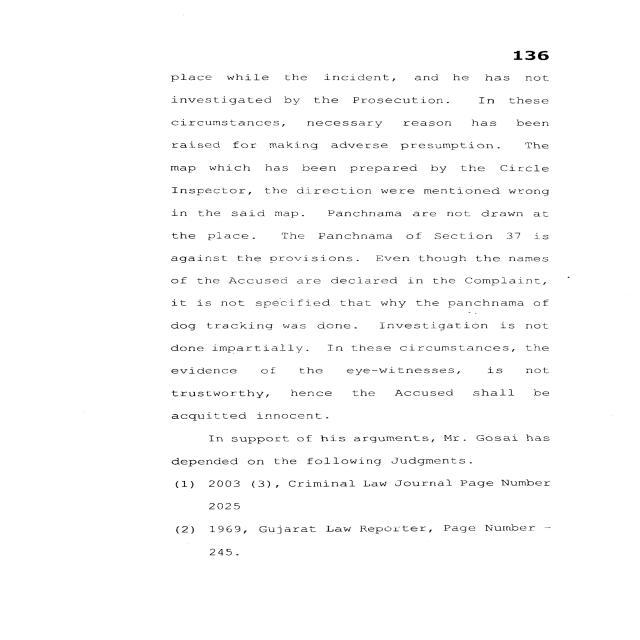 136
place while the incident, and he has not
investigated by the Prosecution. In these
circumstances, necessary reason has been
raised for making adverse presumption. The
map which has been prepared by the Circle
Inspector, the direction were mentioned wrong
in the said map. Panchnama are not drawn at
the place. The Panchnama of Section 37 is
against the provisions. Even though the names
of the Accused are declared in the Complaint,
it is not specified that why the panchnama of
dog tracking was done. Investigation is not
done impartially. In these circumstances, the
evidence of the eye-witnesses, is not
trustworthy, hence the Accused shall be
acquitted innocent.
In support of his arguments, Mr. Gosai has
depended on the following Judgments.
(1) 2003 (3), Criminal Law Journal Page Number
2025
(2) 1969, Gujarat Law Reporter, Page Number -
245.